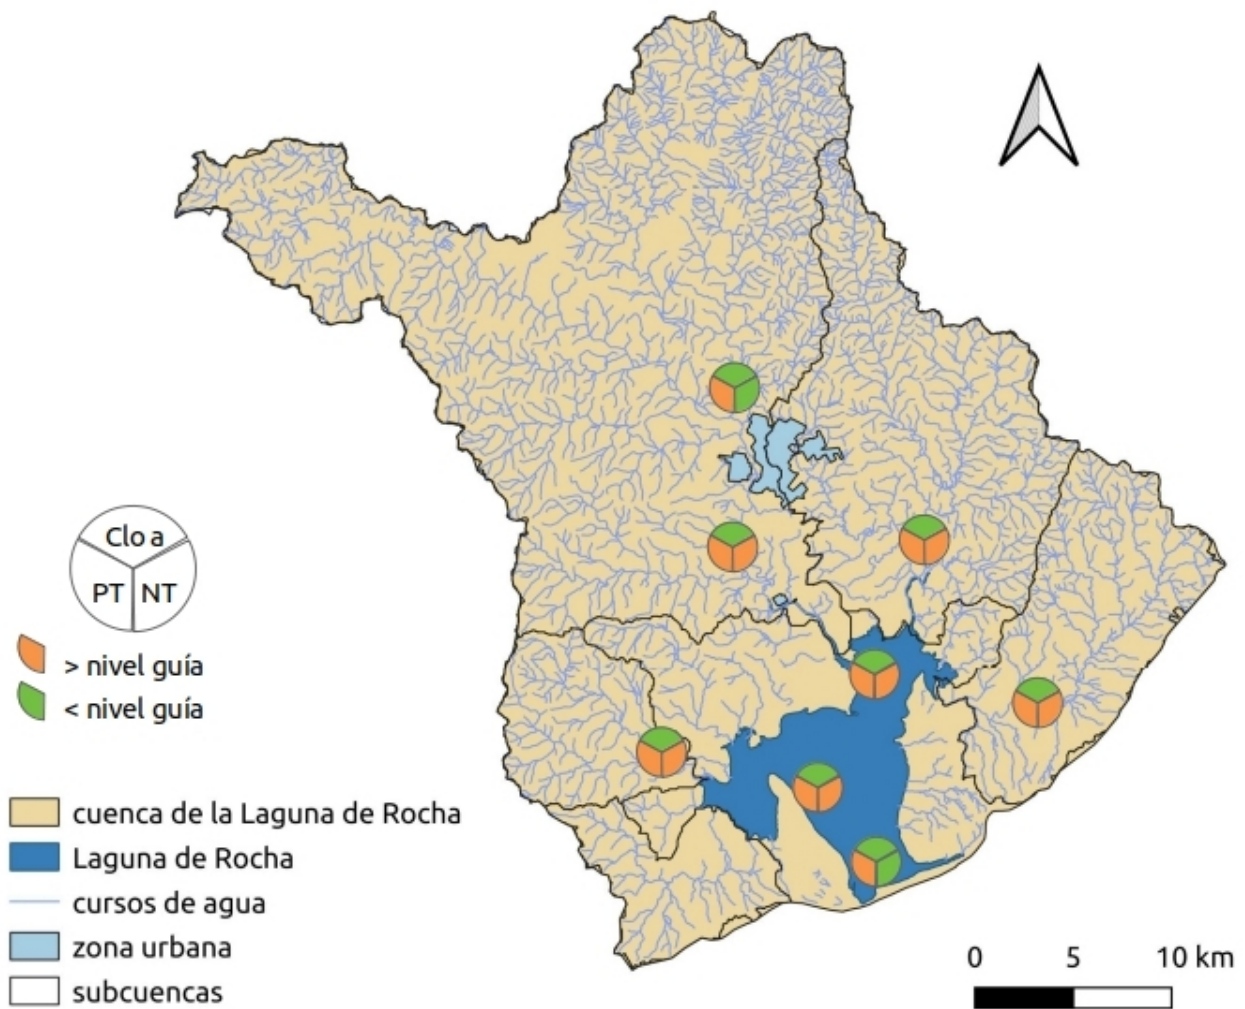 Clo a
PT NT
> nivel guía
< nivel guía
cuenca de la Laguna de Rocha
Laguna de Rocha
cursos de agua
zona urbana
subcuencas
0 5 10 km